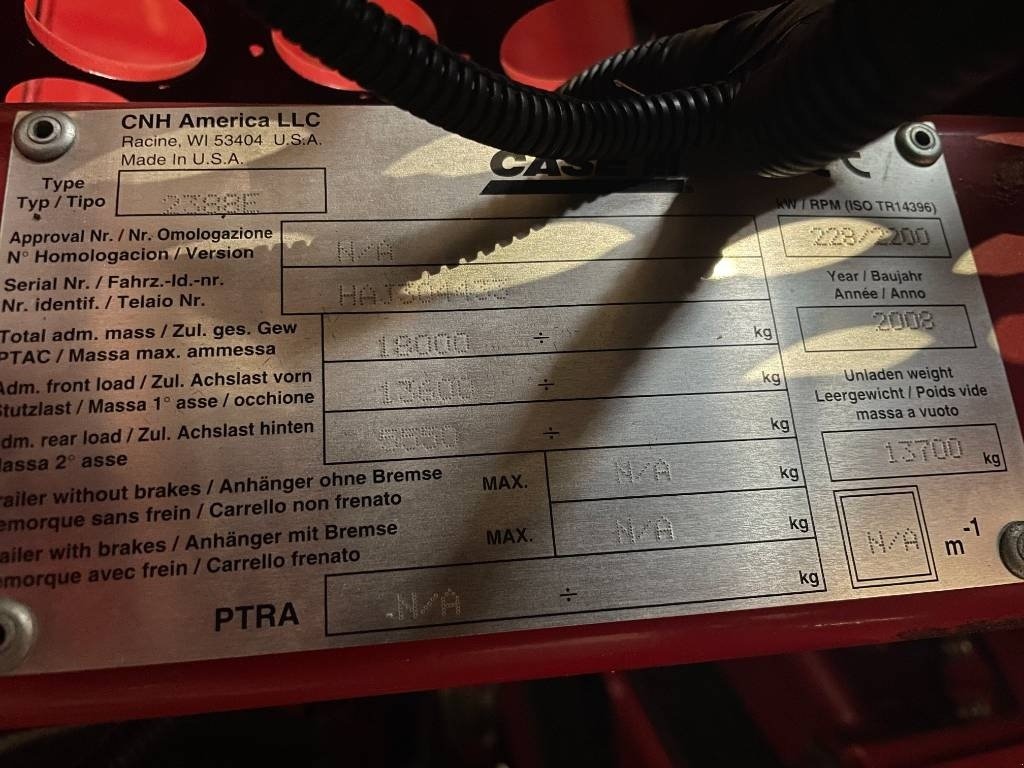 CNH America LLC
Racine, WI 53404 U.S.A.
Made In U.S.A.
CASE
Type
Typ / Tipo
2388E
kW / RPM (ISO TR14396)
228/2200
Approval Nr. / Nr. Omologazione
N° Homologacion / Version
N/A
Serial Nr. / Fahrz.-Id.-nr.
Nr. identif. / Telaio Nr.
Year / Baujahr
Année / Anno
2008
Total adm. mass / Zul. ges. Gew
PTAC / Massa max. ammessa
18000 ÷ kg
Adm. front load / Zul. Achslast vorn
Stutzlast / Massa 1° asse / occhione
13600 ÷ kg
Unladen weight
Leergewicht / Poids vide
massa a vuoto
13700 kg
dm. rear load / Zul. Achslast hinten
assa 2° asse
÷ kg
railer without brakes / Anhänger ohne Bremse
emorque sans frein / Carrello non frenato
MAX. N/A kg
ailer with brakes / Anhänger mit Bremse
morque avec frein / Carrello frenato
MAX. N/A kg
N/A m-1
PTRA
N/A ÷ kg